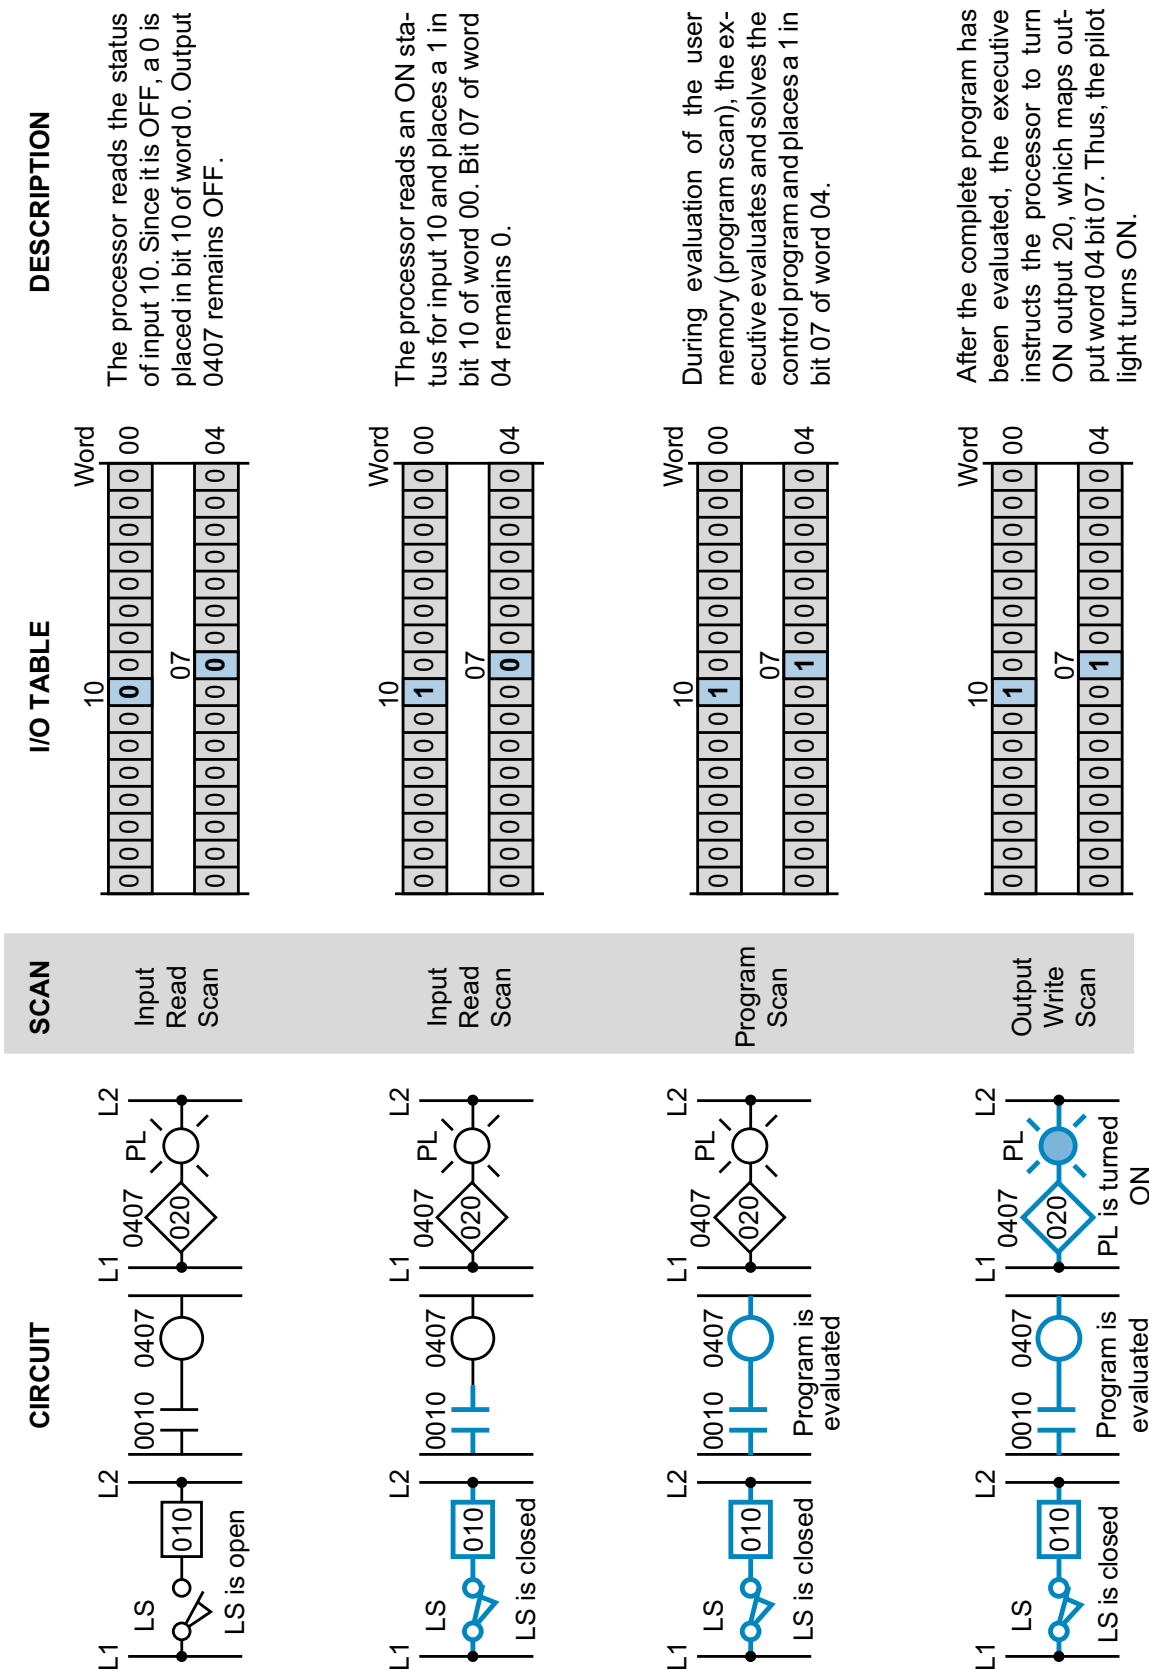 CIRCUIT SCAN I/O TABLE DESCRIPTION
L1 L2 L1 L2
LS 010
LS is open
0010 0407
0407 PL
020
Input
Read
Scan
10 Word
0 0 0 0 0 0 0 0 0 0 0 0 0 0 0 0 00
07
0 0 0 0 0 0 0 0 0 0 0 0 0 0 0 0 04
The processor reads the status
of input 10. Since it is OFF, a 0 is
placed in bit 10 of word 0. Output
0407 remains OFF.
L1 L2 L1 L2
LS 010
LS is closed
0010 0407
0407 PL
020
Input
Read
Scan
10 Word
0 0 0 0 0 0 0 1 0 0 0 0 0 0 0 0 00
07
0 0 0 0 0 0 0 0 0 0 0 0 0 0 0 0 04
The processor reads an ON sta-
tus for input 10 and places a 1 in
bit 10 of word 00. Bit 07 of word
04 remains 0.
L1 L2 L1 L2
LS 010
LS is closed
0010 0407
Program is
evaluated
0407 PL
020
Program
Scan
10 Word
0 0 0 0 0 0 0 1 0 0 0 0 0 0 0 0 00
07
0 0 0 0 0 0 0 0 1 0 0 0 0 0 0 0 04
During evaluation of the user
memory (program scan), the ex-
ecutive evaluates and solves the
control program and places a 1 in
bit 07 of word 04.
L1 L2 L1 L2
LS 010
LS is closed
0010 0407
Program is
evaluated
0407 PL
020
PL is turned
ON
Output
Write
Scan
10 Word
0 0 0 0 0 0 0 1 0 0 0 0 0 0 0 0 00
07
0 0 0 0 0 0 0 0 1 0 0 0 0 0 0 0 04
After the complete program has
been evaluated, the executive
instructs the processor to turn
ON output 20, which maps out-
put word 04 bit 07. Thus, the pilot
light turns ON.